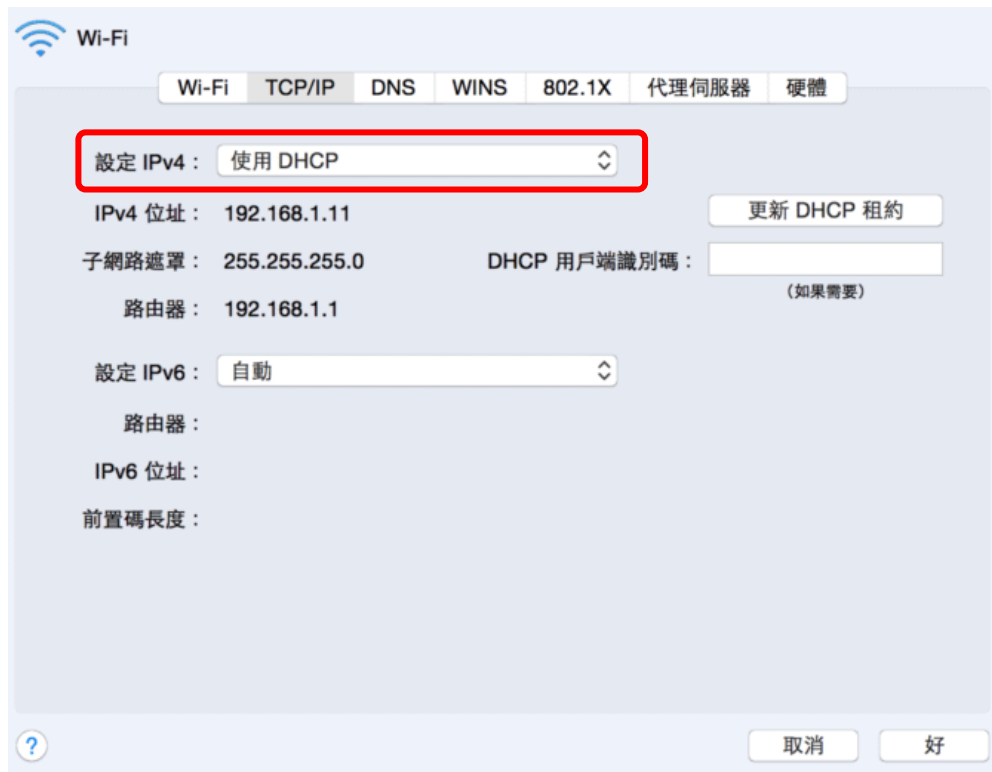 Wi-Fi
Wi-Fi TCP/IP DNS WINS 802.1X 代理伺服器 硬體
設定 IPv4： 使用 DHCP
IPv4 位址： 192.168.1.11 更新 DHCP 租約
子網路遮罩： 255.255.255.0 DHCP 用戶端識別碼：
（如果需要）
路由器： 192.168.1.1
設定 IPv6： 自動
路由器：
IPv6 位址：
前置碼長度：
? 取消 好